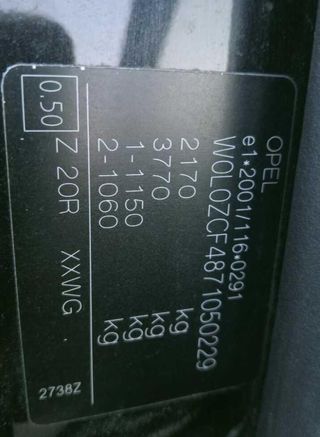 OPEL
e1*2001/116*0291
W0L0ZCF4871050229
2170 kg
3770 kg
1-1150 kg
2-1060 kg
0.50 Z 20R XXWG
2738Z